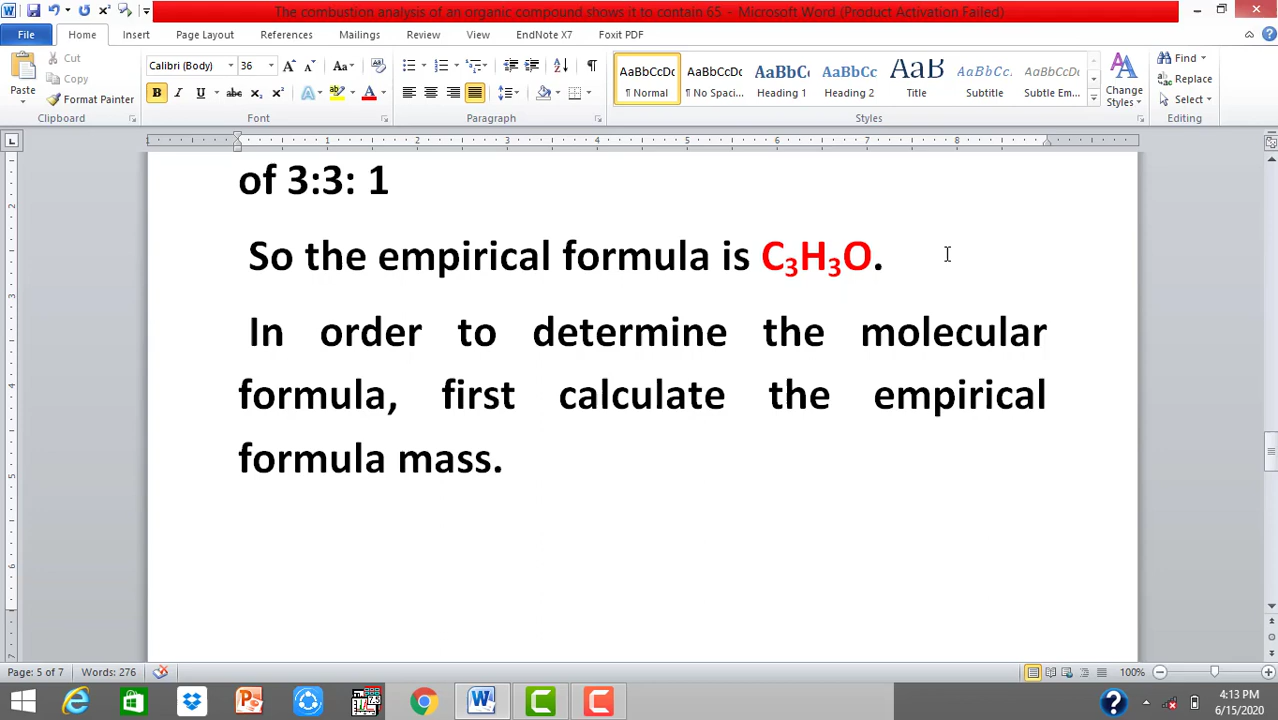 The combustion analysis of an organic compound shows it to contain 65 - Microsoft Word (Product Activation Failed)
File Home Insert Page Layout References Mailings Review View EndNote X7 Foxit PDF
Paste Cut Copy Format Painter
Calibri (Body) 36
AaBbCcDc AaBbCcDc AaBbCc AaBbCc AaB AaBbCcDc AaBbCcDc
¶ Normal ¶ No Spaci... Heading 1 Heading 2 Title Subtitle Subtle Em...
Change Styles
Find Replace Select
Clipboard Font Paragraph Styles Editing
of 3:3: 1
So the empirical formula is C₃H₃O.
In order to determine the molecular
formula, first calculate the empirical
formula mass.
Page: 5 of 7 Words: 276 100%
4:13 PM
6/15/2020